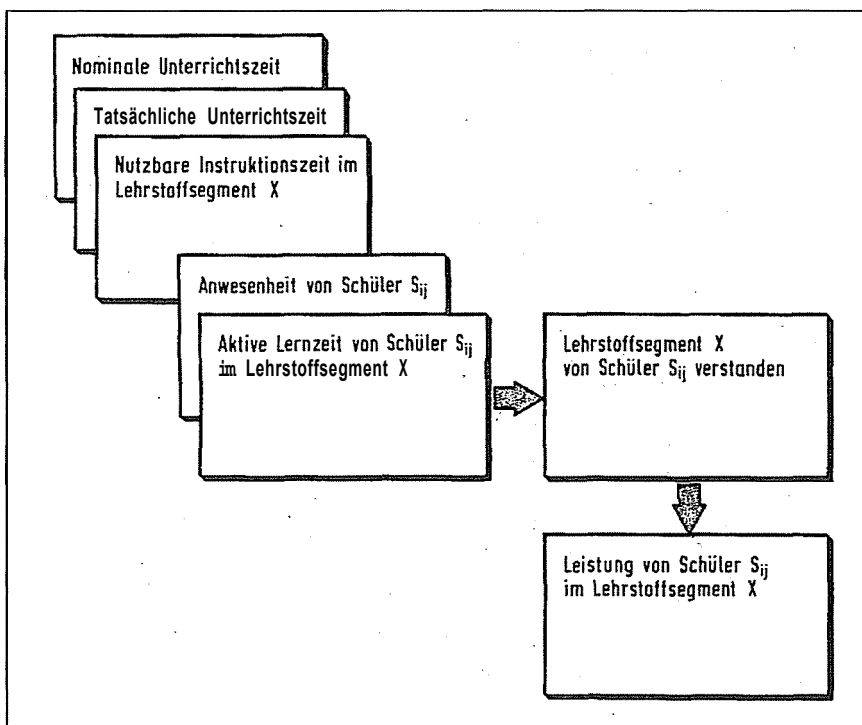 Nominale Unterrichtszeit
Tatsächliche Unterrichtszeit
Nutzbare Instruktionszeit im
Lehrstoffsegment X
Anwesenheit von Schüler Sij
Aktive Lernzeit von Schüler Sij
im Lehrstoffsegment X
Lehrstoffsegment X
von Schüler Sij verstanden
Leistung von Schüler Sij
im Lehrstoffsegment X